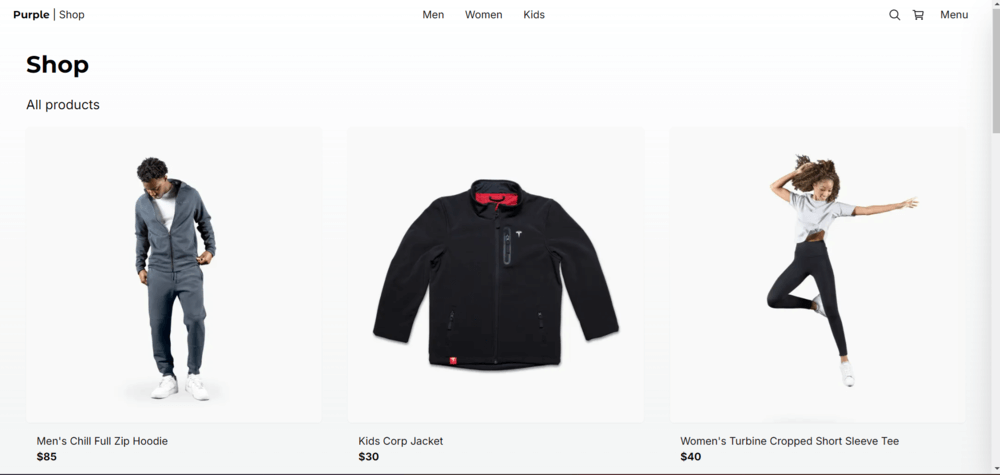 Purple | Shop
Men Women Kids
Menu
Shop
All products
Men's Chill Full Zip Hoodie
$85
Kids Corp Jacket
$30
Women's Turbine Cropped Short Sleeve Tee
$40